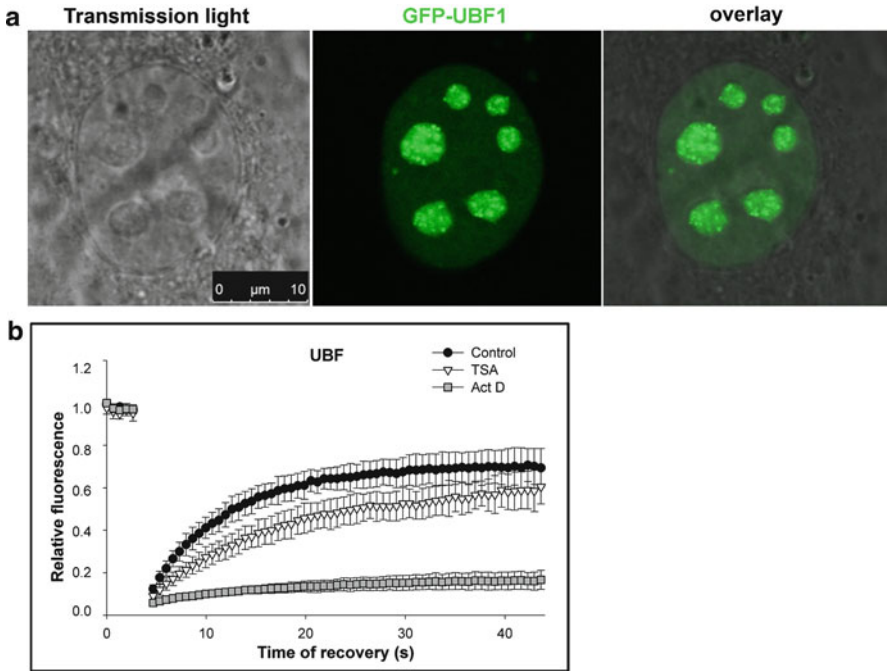 a
Transmission light
GFP-UBF1
overlay
0 µm 10
b
UBF
Control
TSA
Act D
Relative fluorescence
1.2
1.0
0.8
0.6
0.4
0.2
0.0
0 10 20 30 40
Time of recovery (s)